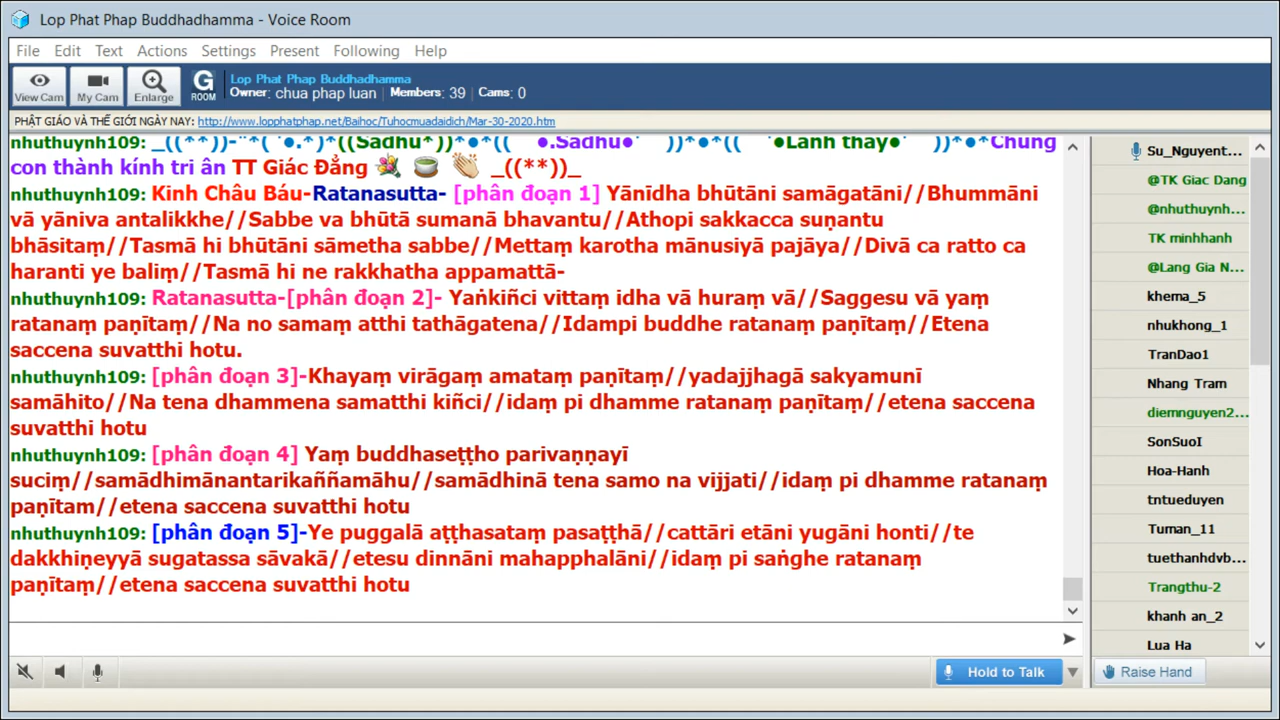 Lop Phat Phap Buddhadhamma - Voice Room
File Edit Text Actions Settings Present Following Help
View Cam
My Cam
Enlarge
G ROOM
Lop Phat Phap Buddhadhamma
Owner: chua phap luan | Members: 39 | Cams: 0
PHẬT GIÁO VÀ THẾ GIỚI NGÀY NAY: http://www.lopphatphap.net/Baihoc/Tuhocmuadaidich/Mar-30-2020.htm
nhuthuynh109: _((**))-"*( ¨●.*)*((Sadhu*))*●*(( ¨●.Sadhu●¨ ))*●*(( ¨●Lành thay●¨ ))*●*Chúng
con thành kính tri ân TT Giác Đẳng 💐 🍵 👏 _((**))_
nhuthuynh109: Kinh Châu Báu-Ratanasutta- [phân đoạn 1] Yānīdha bhūtāni samāgatāni//Bhummāni
vā yāniva antalikkhe//Sabbe va bhūtā sumanā bhavantu//Athopi sakkacca suṇantu
bhāsitaṃ//Tasmā hi bhūtāni sāmetha sabbe//Mettaṃ karotha mānusiyā pajāya//Divā ca ratto ca
haranti ye baliṃ//Tasmā hi ne rakkhatha appamattā-
nhuthuynh109: Ratanasutta-[phân đoạn 2]- Yaṅkiñci vittaṃ idha vā huraṃ vā//Saggesu vā yaṃ
ratanaṃ paṇītaṃ//Na no samaṃ atthi tathāgatena//Idampi buddhe ratanaṃ paṇītaṃ//Etena
saccena suvatthi hotu.
nhuthuynh109: [phân đoạn 3]-Khayaṃ virāgaṃ amataṃ paṇītaṃ//yadajjhagā sakyamunī
samāhito//Na tena dhammena samatthi kiñci//idaṃ pi dhamme ratanaṃ paṇītaṃ//etena saccena
suvatthi hotu
nhuthuynh109: [phân đoạn 4] Yaṃ buddhaseṭṭho parivaṇṇayī
suciṃ//samādhimānantarikaññamāhu//samādhinā tena samo na vijjati//idaṃ pi dhamme ratanaṃ
paṇītaṃ//etena saccena suvatthi hotu
nhuthuynh109: [phân đoạn 5]-Ye puggalā aṭṭhasataṃ pasaṭṭhā//cattāri etāni yugāni honti//te
dakkhiṇeyyā sugatassa sāvakā//etesu dinnāni mahapphalāni//idaṃ pi saṅghe ratanaṃ
paṇītaṃ//etena saccena suvatthi hotu
Su_Nguyent...
@TK Giac Dang
@nhuthuynh...
TK minhhanh
@Lang Gia N...
khema_5
nhukhong_1
TranDao1
Nhang Tram
diemnguyen2...
SonSuoI
Hoa-Hanh
tntueduyen
Tuman_11
tuethanhdvb...
Trangthu-2
khanh an_2
Lua Ha
Hold to Talk
Raise Hand